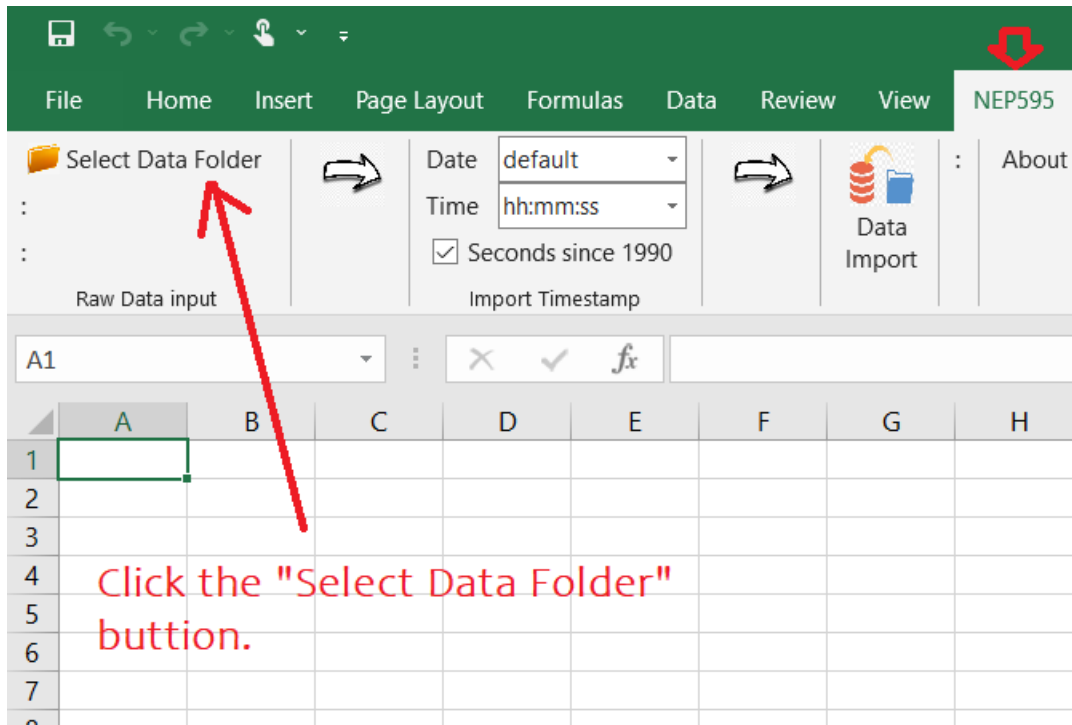 File Home Insert Page Layout Formulas Data Review View NEP595
Select Data Folder Date default : About
: Time hh:mm:ss Data
: Seconds since 1990 Import
Raw Data input Import Timestamp
A1 fx
A B C D E F G H
1
2
3
4 Click the "Select Data Folder"
5
6 buttion.
7